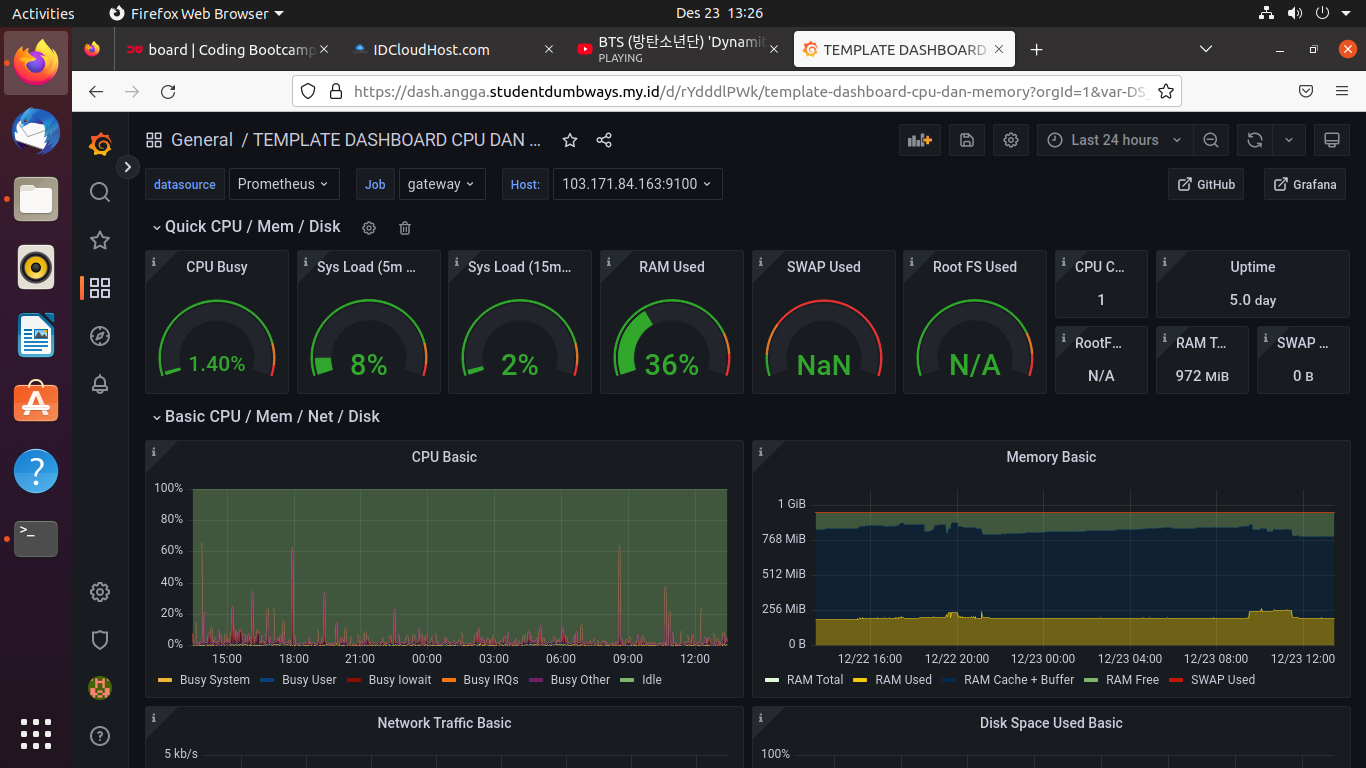 Activities
Firefox Web Browser
Des 23 13:26
board | Coding Bootcamp
IDCloudHost.com
BTS (방탄소년단) 'Dynamit
PLAYING
TEMPLATE DASHBOARD
https://dash.angga.studentdumbways.my.id/d/rYdddlPWk/template-dashboard-cpu-dan-memory?orgId=1&var-DS_
General / TEMPLATE DASHBOARD CPU DAN ...
Last 24 hours
datasource Prometheus Job gateway Host: 103.171.84.163:9100
GitHub Grafana
Quick CPU / Mem / Disk
CPU Busy
1.40%
Sys Load (5m ...
8%
Sys Load (15m...
2%
RAM Used
36%
SWAP Used
NaN
Root FS Used
N/A
CPU C...
1
Uptime
5.0 day
RootF...
N/A
RAM T...
972 MiB
SWAP ...
0 B
Basic CPU / Mem / Net / Disk
CPU Basic
100%
80%
60%
40%
20%
0%
15:00 18:00 21:00 00:00 03:00 06:00 09:00 12:00
Busy System Busy User Busy Iowait Busy IRQs Busy Other Idle
Memory Basic
1 GiB
768 MiB
512 MiB
256 MiB
0 B
12/22 16:00 12/22 20:00 12/23 00:00 12/23 04:00 12/23 08:00 12/23 12:00
RAM Total RAM Used RAM Cache + Buffer RAM Free SWAP Used
Network Traffic Basic
5 kb/s
Disk Space Used Basic
100%